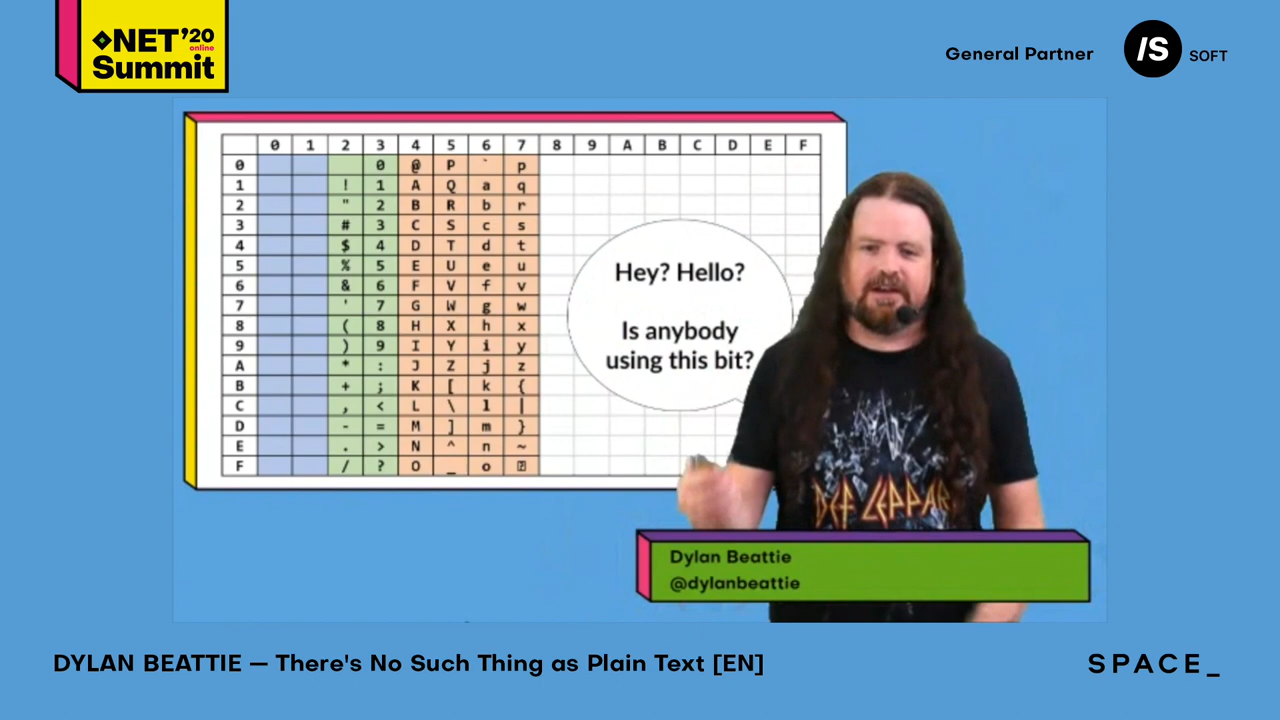 .NET'20
online
Summit
General Partner
/S SOFT
0 1 2 3 4 5 6 7 8 9 A B C D E F
0 0 @ P ` p
1 ! 1 A Q a q
2 " 2 B R b r
3 # 3 C S c s
4 $ 4 D T d t
5 % 5 E U e u
6 & 6 F V f v
7 ' 7 G W g w
8 ( 8 H X h x
9 ) 9 I Y i y
A * : J Z j z
B + ; K [ k {
C , < L \ l |
D - = M ] m }
E . > N ^ n ~
F / ? O _ o
Hey? Hello?
Is anybody
using this bit?
DEF LEPPAR
Dylan Beattie
@dylanbeattie
DYLAN BEATTIE — There's No Such Thing as Plain Text [EN]
SPACE_